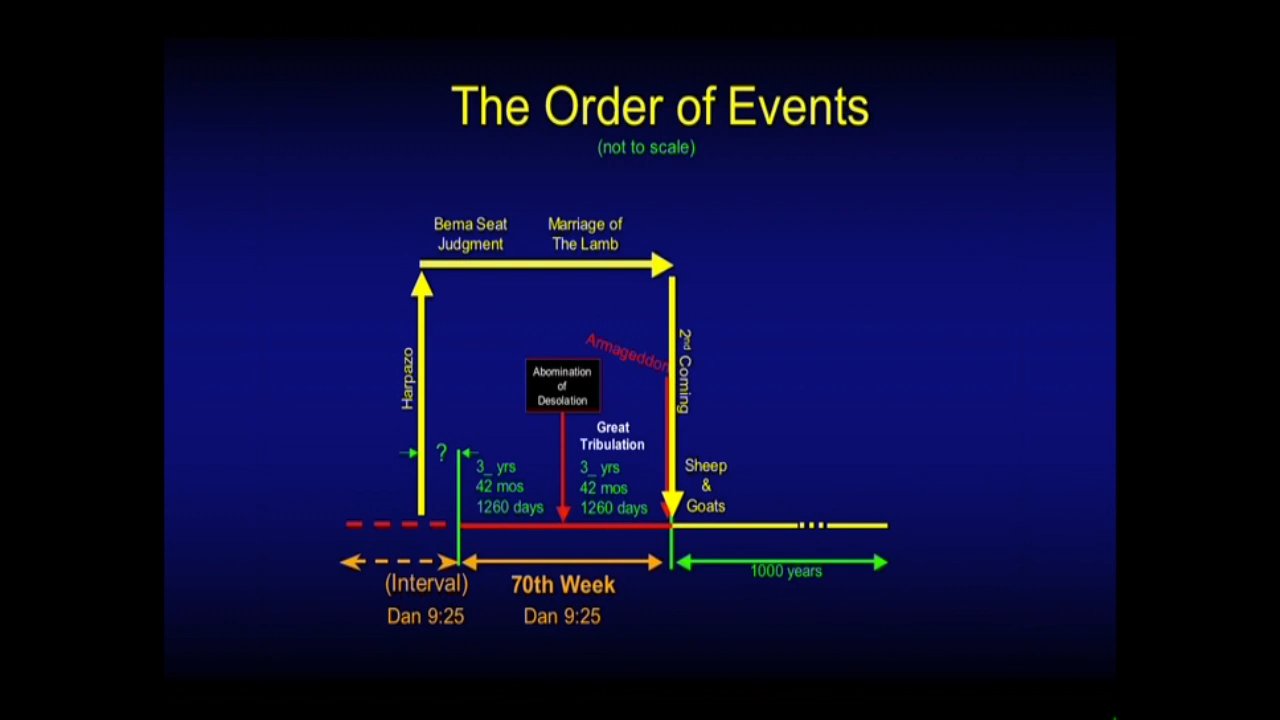 The Order of Events
(not to scale)
Bema Seat
Judgment
Marriage of
The Lamb
Harpazo
Armageddon
2nd Coming
Abomination
of
Desolation
Great
Tribulation
?
3_ yrs
42 mos
1260 days
3_ yrs
42 mos
1260 days
Sheep
&
Goats
(Interval)
Dan 9:25
70th Week
Dan 9:25
1000 years